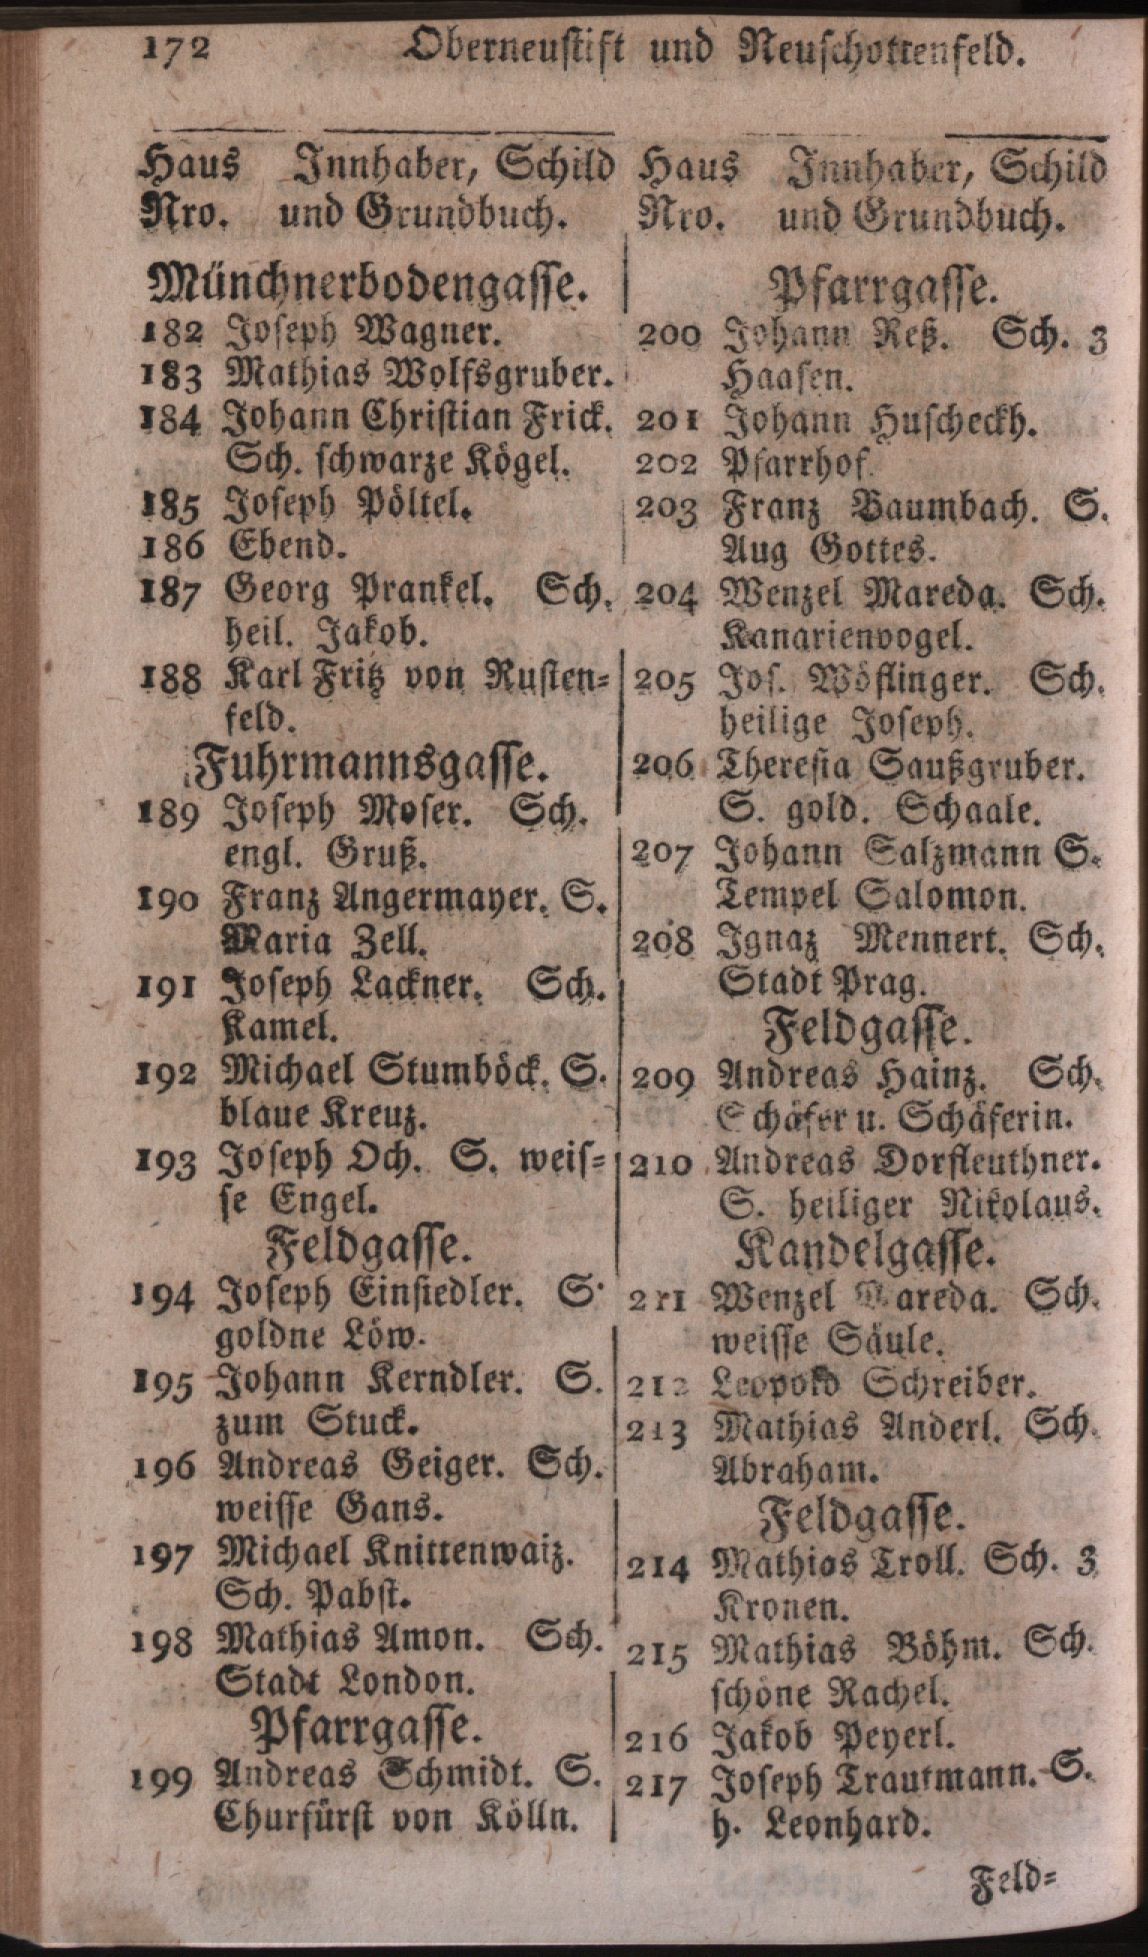 172 Oberneustift und Neuschottenfeld.
Haus Innhaber, Schild
Nro. und Grundbuch.
Münchnerbodengasse.
182 Joseph Wagner.
183 Mathias Wolfsgruber.
184 Johann Christian Frick.
Sch. schwarze Kögel.
185 Joseph Pöltel.
186 Ebend.
187 Georg Prankel. Sch.
heil. Jakob.
188 Karl Fritz von Rusten=
feld.
Fuhrmannsgasse.
189 Joseph Moser. Sch.
engl. Gruß.
190 Franz Angermayer. S.
Maria Zell.
191 Joseph Lackner. Sch.
Kamel.
192 Michael Stumböck. S.
blaue Kreuz.
193 Joseph Och. S. weis=
se Engel.
Feldgasse.
194 Joseph Einsiedler. S.
goldne Löw.
195 Johann Kerndler. S.
zum Stuck.
196 Andreas Geiger. Sch.
weisse Gans.
197 Michael Knittenwaiz.
Sch. Pabst.
198 Mathias Amon. Sch.
Stadt London.
Pfarrgasse.
199 Andreas Schmidt. S.
Churfürst von Kölln.
Haus Innhaber, Schild
Nro. und Grundbuch.
Pfarrgasse.
200 Johann Reß. Sch. 3
Haasen.
201 Johann Huscheckh.
202 Pfarrhof.
203 Franz Baumbach. S.
Aug Gottes.
204 Wenzel Mareda. Sch.
Kanarienvogel.
205 Jos. Wöflinger. Sch.
heilige Joseph.
206 Theresia Saußgruber.
S. gold. Schaale.
207 Johann Salzmann S.
Tempel Salomon.
208 Ignaz Mennert. Sch.
Stadt Prag.
Feldgasse.
209 Andreas Hainz. Sch.
Schäfer u. Schäferin.
210 Andreas Dorfleuthner.
S. heiliger Nikolaus.
Kandelgasse.
211 Wenzel Mareda. Sch.
weisse Säule.
212 Leopold Schreiber.
213 Mathias Anderl. Sch.
Abraham.
Feldgasse.
214 Mathias Troll. Sch. 3
Kronen.
215 Mathias Böhm. Sch.
schöne Rachel.
216 Jakob Peyerl.
217 Joseph Trautmann. S.
h. Leonhard.
Feld=